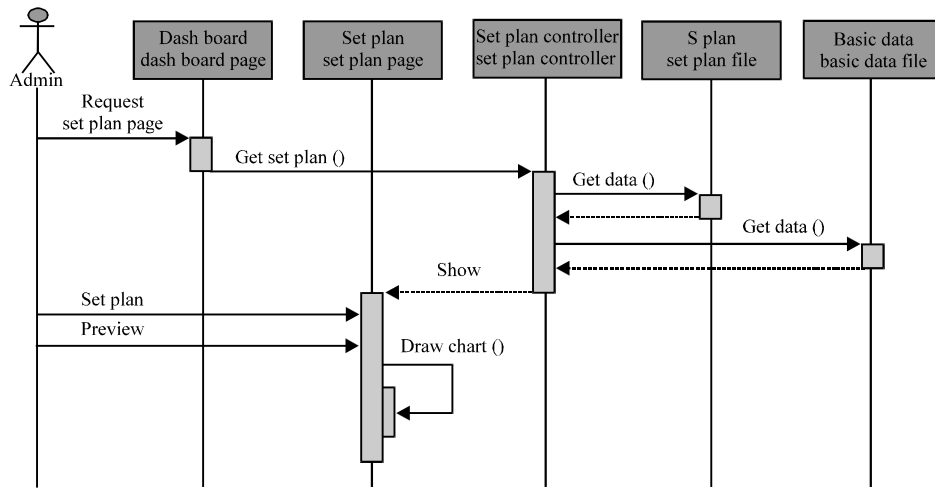 Dash board
dash board page
Set plan
set plan page
Set plan controller
set plan controller
S plan
set plan file
Basic data
basic data file
Admin
Request
set plan page
Get set plan ()
Get data ()
Get data ()
Show
Set plan
Preview
Draw chart ()